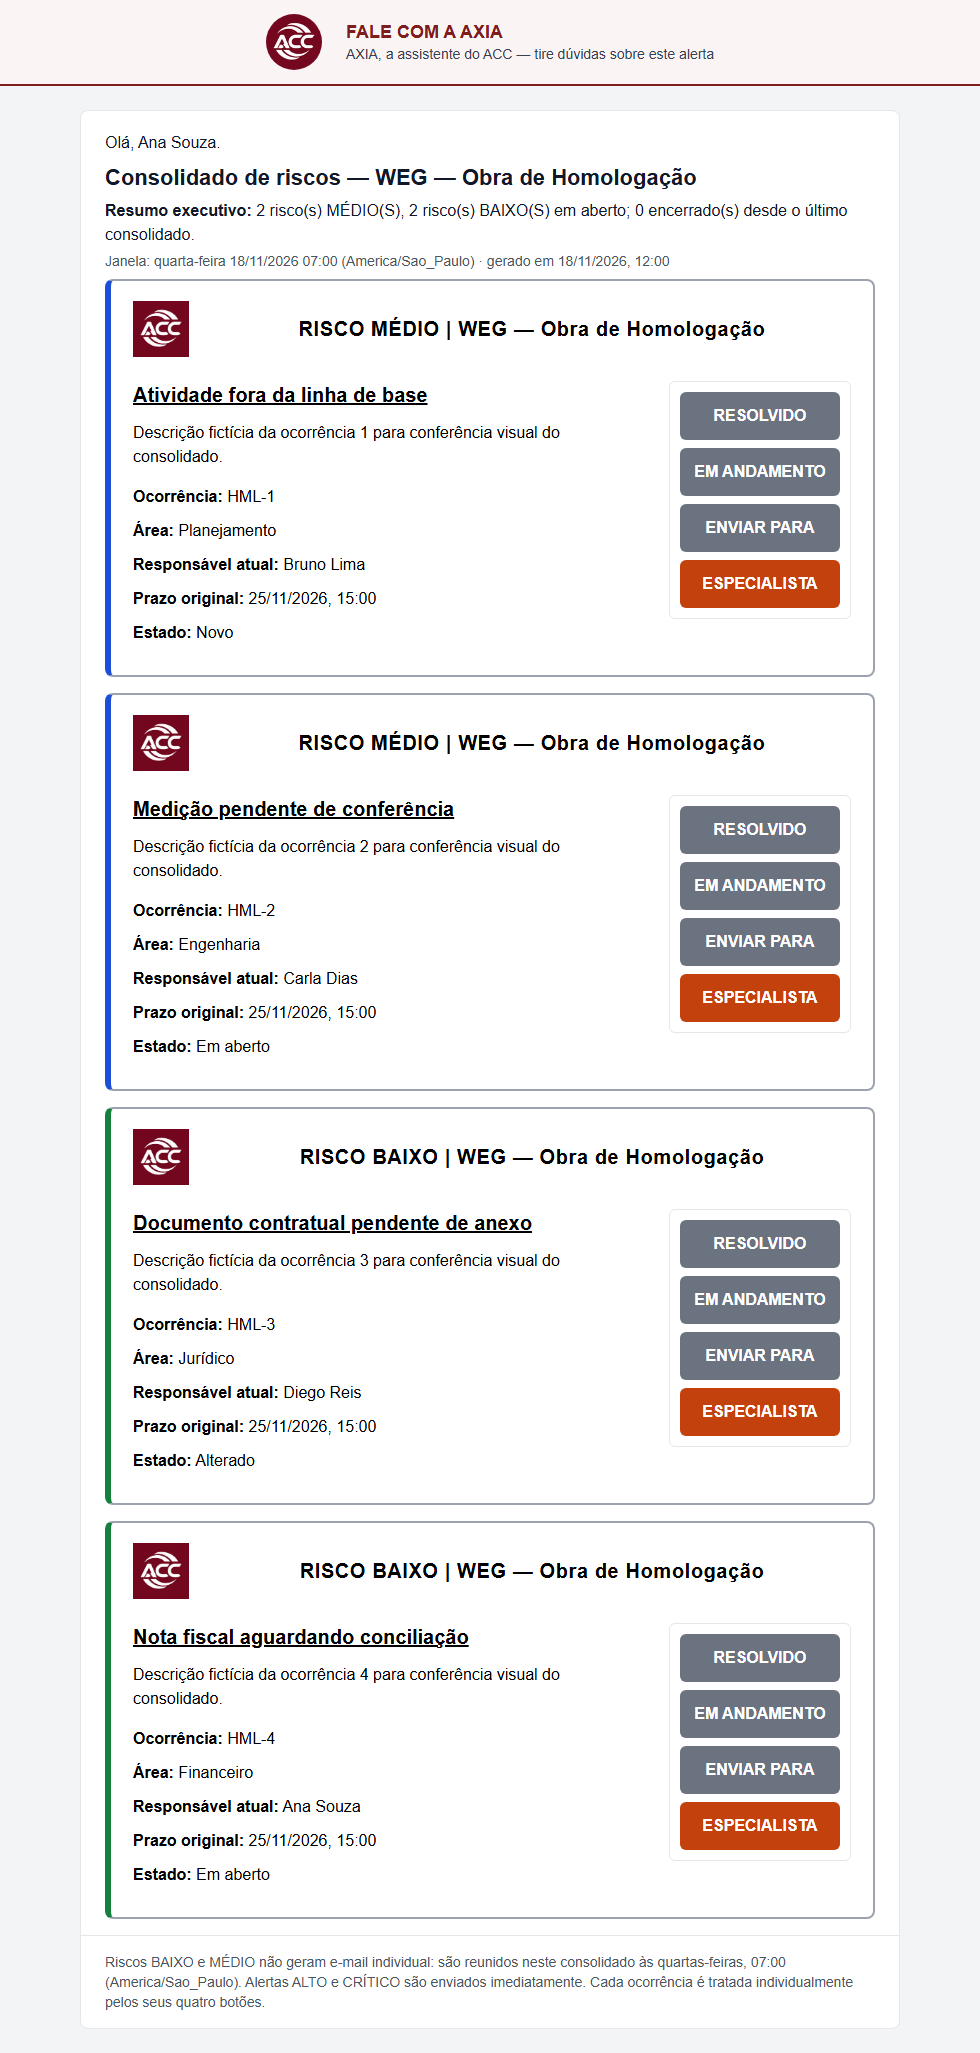 ACC
FALE COM A AXIA
AXIA, a assistente do ACC — tire dúvidas sobre este alerta
Olá, Ana Souza.
Consolidado de riscos — WEG — Obra de Homologação
Resumo executivo: 2 risco(s) MÉDIO(S), 2 risco(s) BAIXO(S) em aberto; 0 encerrado(s) desde o último
consolidado.
Janela: quarta-feira 18/11/2026 07:00 (America/Sao_Paulo) · gerado em 18/11/2026, 12:00
ACC
RISCO MÉDIO | WEG — Obra de Homologação
Atividade fora da linha de base
Descrição fictícia da ocorrência 1 para conferência visual do
consolidado.
Ocorrência: HML-1
Área: Planejamento
Responsável atual: Bruno Lima
Prazo original: 25/11/2026, 15:00
Estado: Novo
RESOLVIDO
EM ANDAMENTO
ENVIAR PARA
ESPECIALISTA
ACC
RISCO MÉDIO | WEG — Obra de Homologação
Medição pendente de conferência
Descrição fictícia da ocorrência 2 para conferência visual do
consolidado.
Ocorrência: HML-2
Área: Engenharia
Responsável atual: Carla Dias
Prazo original: 25/11/2026, 15:00
Estado: Em aberto
RESOLVIDO
EM ANDAMENTO
ENVIAR PARA
ESPECIALISTA
ACC
RISCO BAIXO | WEG — Obra de Homologação
Documento contratual pendente de anexo
Descrição fictícia da ocorrência 3 para conferência visual do
consolidado.
Ocorrência: HML-3
Área: Jurídico
Responsável atual: Diego Reis
Prazo original: 25/11/2026, 15:00
Estado: Alterado
RESOLVIDO
EM ANDAMENTO
ENVIAR PARA
ESPECIALISTA
ACC
RISCO BAIXO | WEG — Obra de Homologação
Nota fiscal aguardando conciliação
Descrição fictícia da ocorrência 4 para conferência visual do
consolidado.
Ocorrência: HML-4
Área: Financeiro
Responsável atual: Ana Souza
Prazo original: 25/11/2026, 15:00
Estado: Em aberto
RESOLVIDO
EM ANDAMENTO
ENVIAR PARA
ESPECIALISTA
Riscos BAIXO e MÉDIO não geram e-mail individual: são reunidos neste consolidado às quartas-feiras, 07:00
(America/Sao_Paulo). Alertas ALTO e CRÍTICO são enviados imediatamente. Cada ocorrência é tratada individualmente
pelos seus quatro botões.